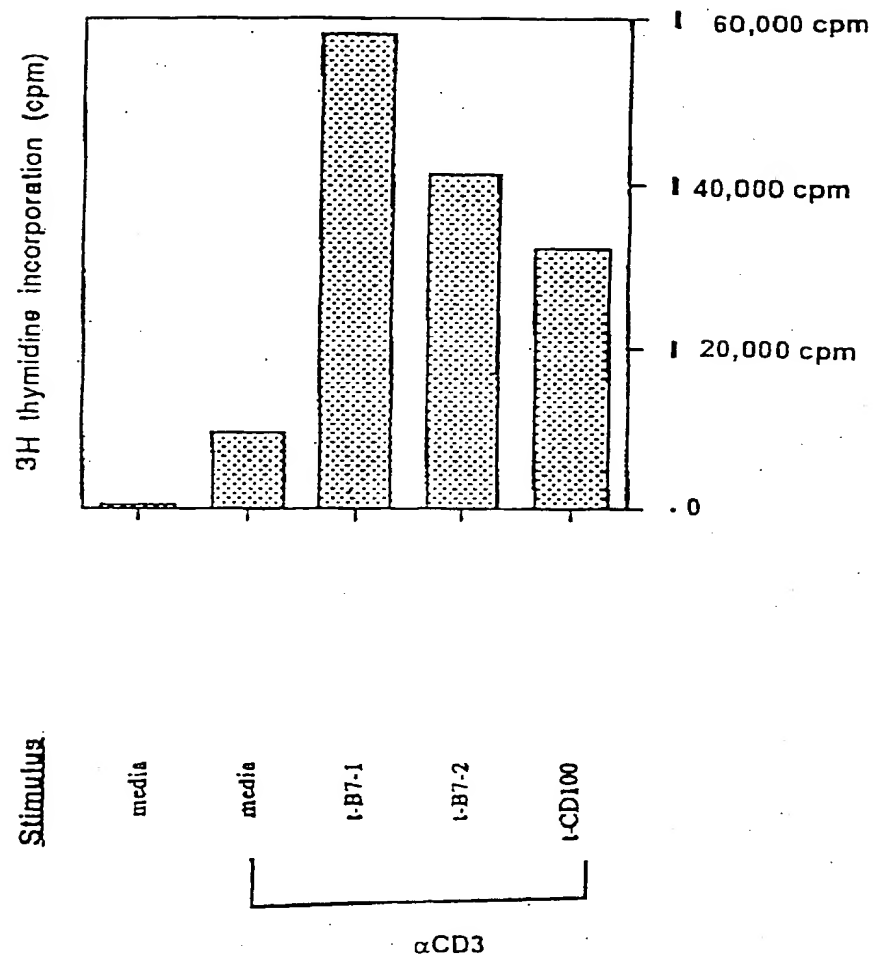 3H thymidine incorporation (cpm)
60,000 cpm
40,000 cpm
20,000 cpm
0
Stimulus
media
media
t-B7-1
t-B7-2
t-CD100
αCD3